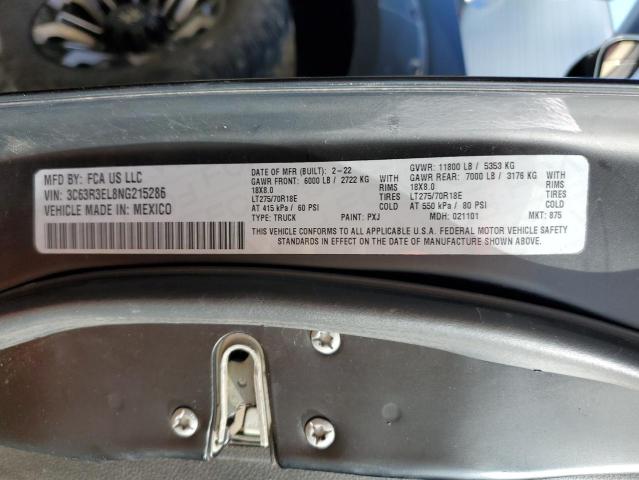 MFD BY: FCA US LLC
VIN: 3C63R3EL8NG215286
VEHICLE MADE IN: MEXICO
DATE OF MFR (BUILT): 2-22 GVWR: 11800 LB / 5353 KG
GAWR FRONT: 6000 LB / 2722 KG WITH GAWR REAR: 7000 LB / 3176 KG WITH
18X8.0 RIMS 18X8.0 RIMS
LT275/70R18E TIRES LT275/70R18E TIRES
AT 415 kPa / 60 PSI COLD AT 550 kPa / 80 PSI COLD
TYPE: TRUCK PAINT: PXJ MDH: 021101 MKT: 875
THIS VEHICLE CONFORMS TO ALL APPLICABLE U.S.A. FEDERAL MOTOR VEHICLE SAFETY
STANDARDS IN EFFECT ON THE DATE OF MANUFACTURE SHOWN ABOVE.